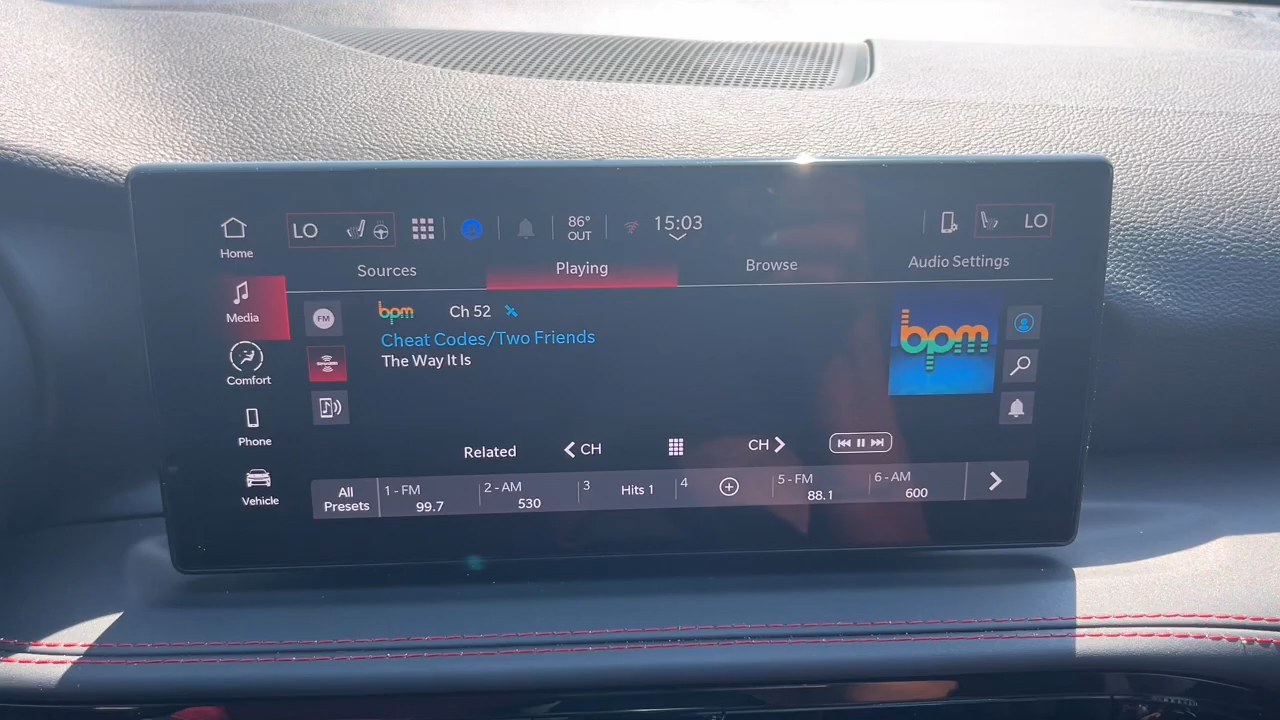 Home
LO
86°
OUT
15:03
LO
Sources
Playing
Browse
Audio Settings
Media
FM
bpm
Ch 52
Cheat Codes/Two Friends
The Way It Is
bpm
Comfort
Phone
Vehicle
Related
CH
CH
All
Presets
1 - FM
99.7
2 - AM
530
3
Hits 1
4
5 - FM
88.1
6 - AM
600